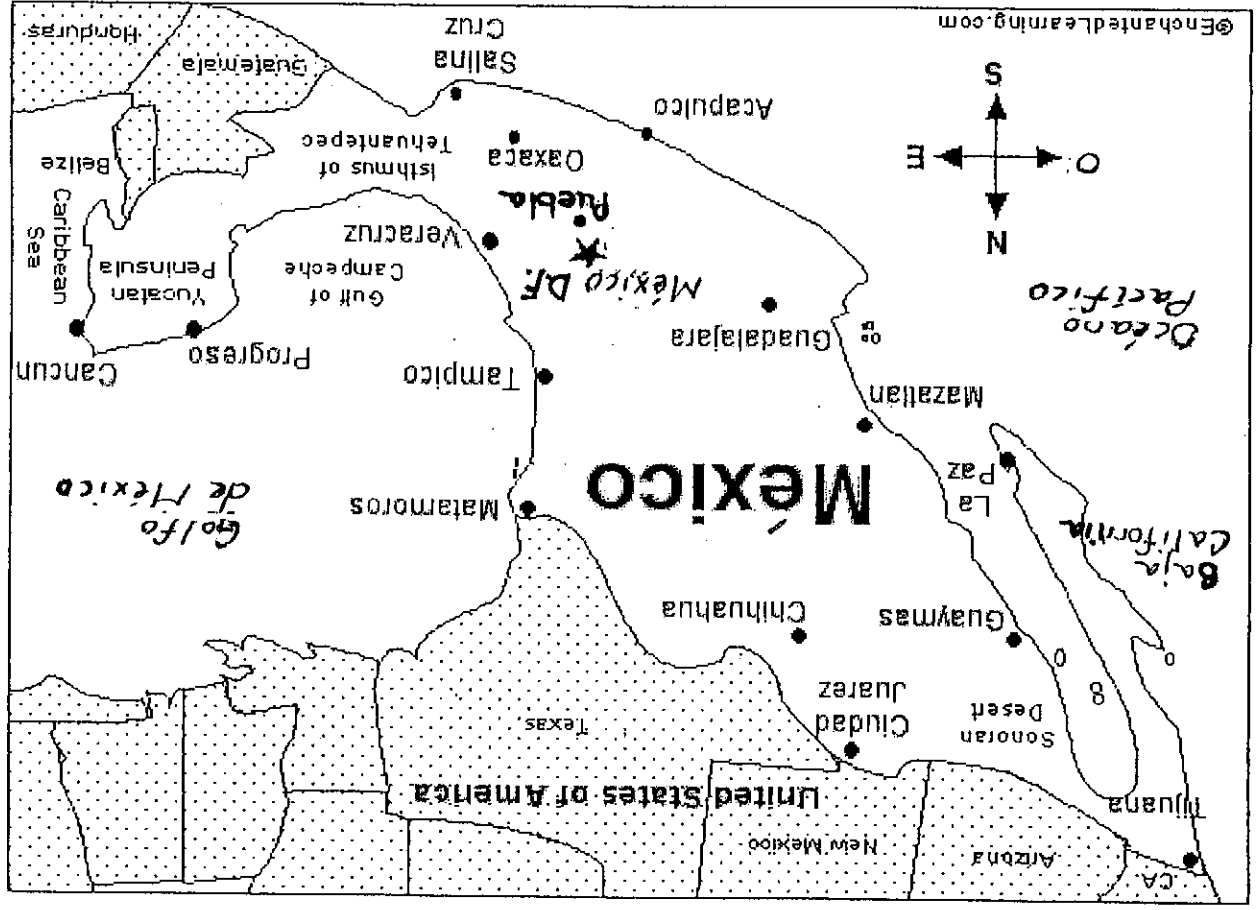 CA
Arizona
New Mexico
United States of America
Tijuana
Sonoran
Desert
Ciudad
Juarez
Texas
Guaymas
Chihuahua
Baja
California
La
Paz
México
Matamoros
Golfo
de México
Mazatlan
Tampico
Progreso
Cancun
Océano
Pacífico
Guadalajara
México D.F.
Gulf of
Campeche
Yucatan
Peninsula
Caribbean
Sea
Veracruz
Puebla
N
O
E
S
Oaxaca
Isthmus of
Tehuantepec
Belize
Acapulco
Salina
Cruz
Guatemala
Honduras
©EnchantedLearning.com